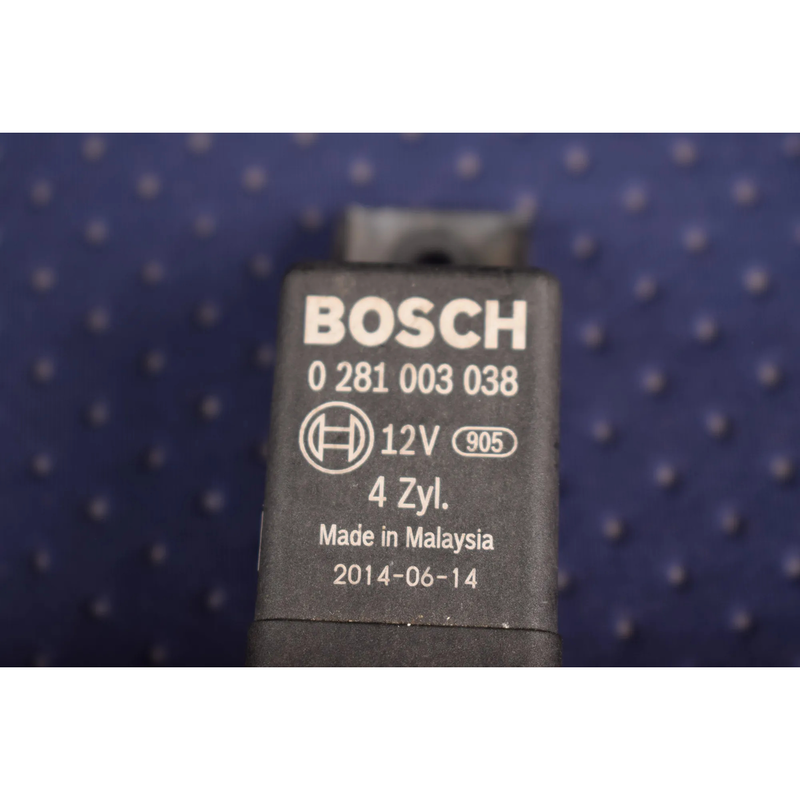 BOSCH
0 281 003 038
12V 905
4 Zyl.
Made in Malaysia
2014-06-14